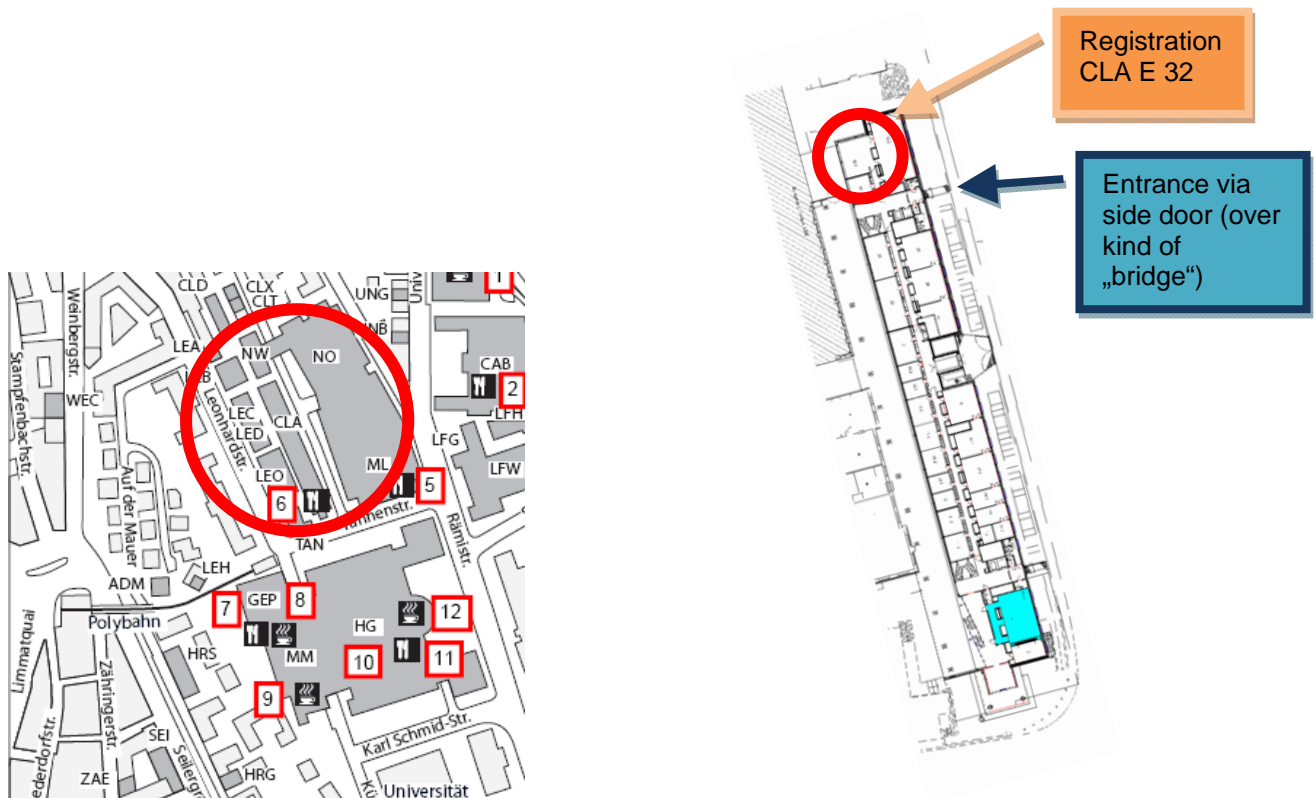 Registration
CLA E 32
Entrance via
side door (over
kind of
„bridge“)
CLD
CLX
CLT
UNG
1
Weinbergstr.
LEA
NW
NO
CAB
2
LFH
Stampfenbachstr.
WEC
Leonhardstr.
LEC
LED
CLA
LFG
LFW
ML
5
LEO
6
Auf der Mauer
TAN
Rämistr.
ADM
LEH
7
GEP
8
12
Polybahn
HG
Limmatquai
HRS
MM
10
11
Zähringerstr.
9
SEI
Karl Schmid-Str.
ZAE
HRG
Universität